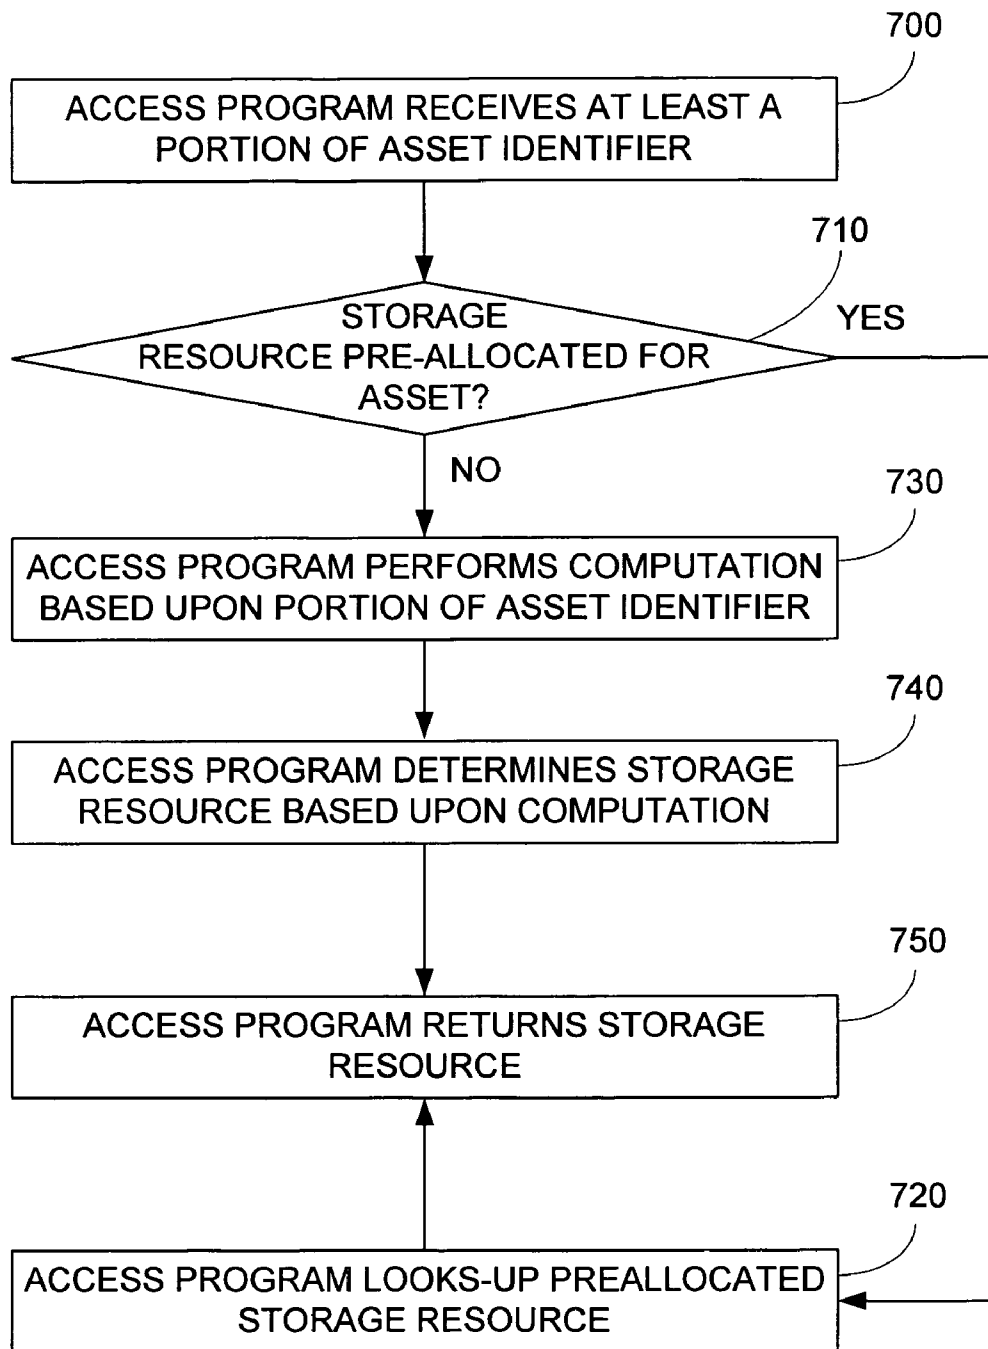 700
ACCESS PROGRAM RECEIVES AT LEAST A
PORTION OF ASSET IDENTIFIER
710
STORAGE
RESOURCE PRE-ALLOCATED FOR
ASSET?
YES
NO
730
ACCESS PROGRAM PERFORMS COMPUTATION
BASED UPON PORTION OF ASSET IDENTIFIER
740
ACCESS PROGRAM DETERMINES STORAGE
RESOURCE BASED UPON COMPUTATION
750
ACCESS PROGRAM RETURNS STORAGE
RESOURCE
720
ACCESS PROGRAM LOOKS-UP PREALLOCATED
STORAGE RESOURCE